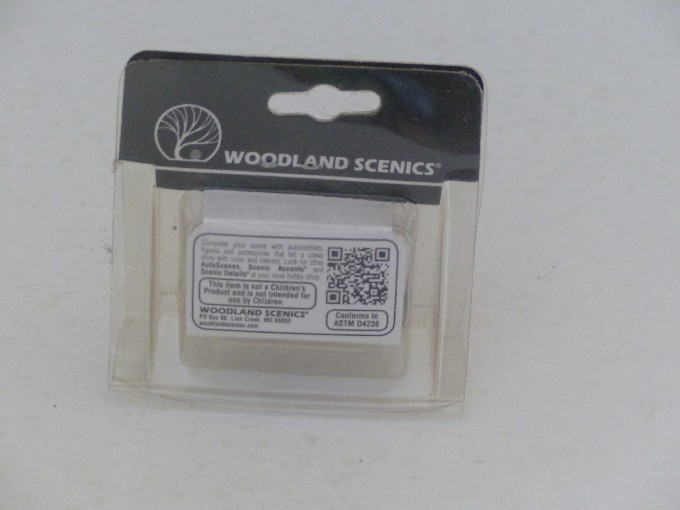 WOODLAND SCENICS®
Complete your scene with automobiles,
figures and accessories that tell a clever
story with color and interest. Look for other
AutoScenes, Scenic Accents® and
Scenic Details® at your local hobby shop.
This item is not a Children's
Product and is not intended for
use by Children.
WOODLAND SCENICS®
PO Box 98, Linn Creek, MO 65052
woodlandscenics.com
Conforms to
ASTM D4236